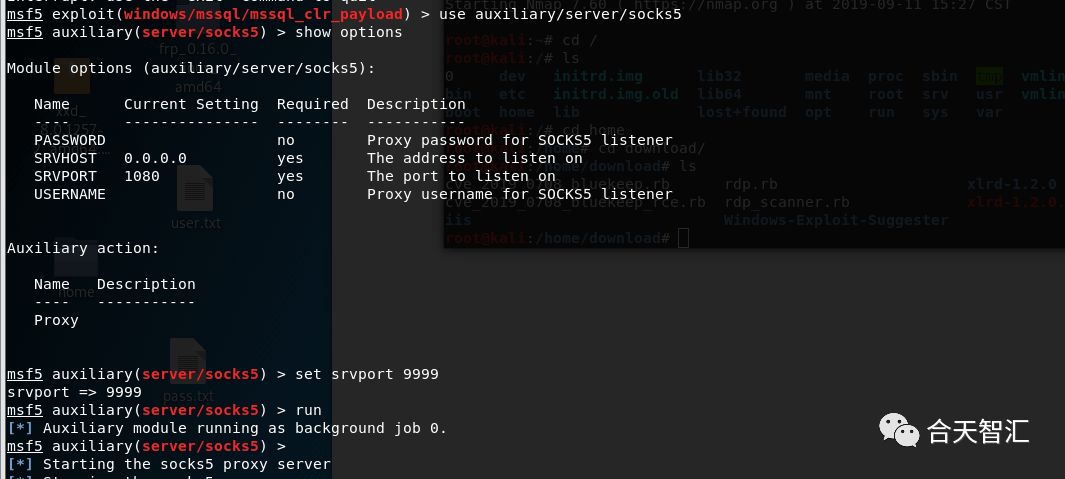 msf5 exploit(windows/mssql/mssql_clr_payload) > use auxiliary/server/socks5
msf5 auxiliary(server/socks5) > show options
Module options (auxiliary/server/socks5):
Name Current Setting Required Description
---- --------------- -------- -----------
PASSWORD no Proxy password for SOCKS5 listener
SRVHOST 0.0.0.0 yes The address to listen on
SRVPORT 1080 yes The port to listen on
USERNAME no Proxy username for SOCKS5 listener
Auxiliary action:
Name Description
---- -----------
Proxy
msf5 auxiliary(server/socks5) > set srvport 9999
srvport => 9999
msf5 auxiliary(server/socks5) > run
[*] Auxiliary module running as background job 0.
msf5 auxiliary(server/socks5) >
[*] Starting the socks5 proxy server
Starting Nmap 7.60 ( https://nmap.org ) at 2019-09-11 15:27 CST
root@kali:~# cd /
root@kali:/# ls
0 dev initrd.img lib32 media proc sbin tmp
bin etc initrd.img.old lib64 mnt root srv usr
boot home lib lost+found opt run sys var
root@kali:/# cd home
root@kali:/home# cd download/
root@kali:/home/download# ls
cve_2019_0708_bluekeep.rb rdp.rb xlrd-1.2.0
cve_2019_0708_bluekeep_rce.rb rdp_scanner.rb xlrd-1.2.0.
iis Windows-Exploit-Suggester
root@kali:/home/download#
frp_0.16.0_
amd64
user.txt
home
pass.txt
合天智汇